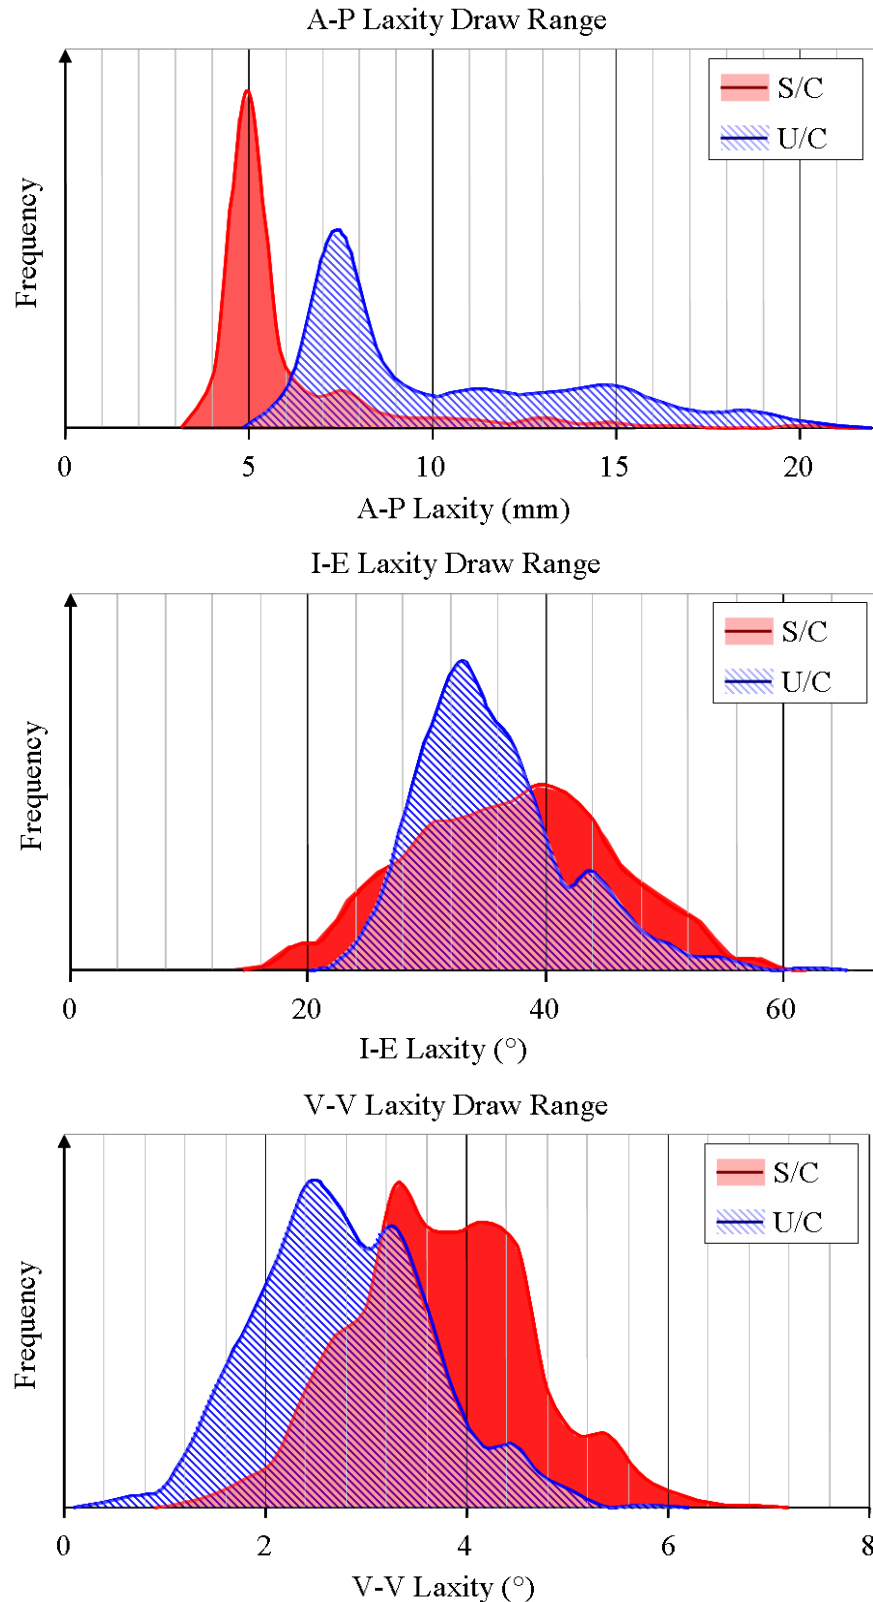 A-P Laxity Draw Range
S/C
U/C
Frequency
0 5 10 15 20
A-P Laxity (mm)
I-E Laxity Draw Range
S/C
U/C
Frequency
0 20 40 60
I-E Laxity (°)
V-V Laxity Draw Range
S/C
U/C
Frequency
0 2 4 6 8
V-V Laxity (°)